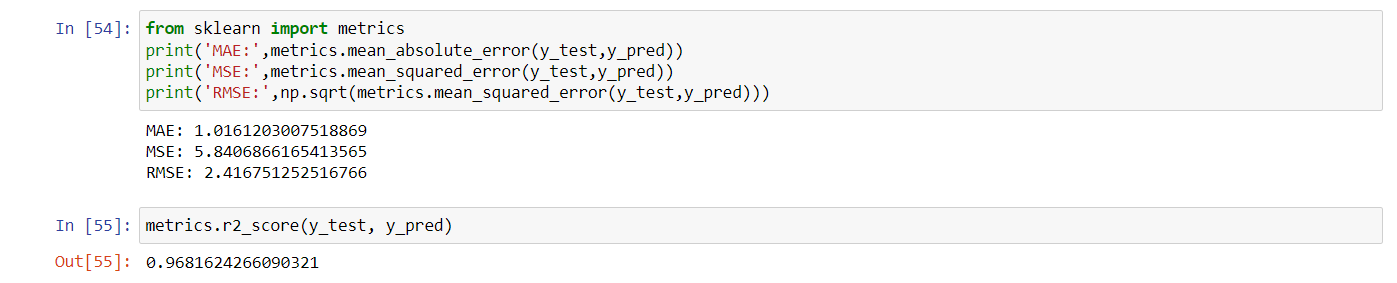 In [54]: from sklearn import metrics
print('MAE:',metrics.mean_absolute_error(y_test,y_pred))
print('MSE:',metrics.mean_squared_error(y_test,y_pred))
print('RMSE:',np.sqrt(metrics.mean_squared_error(y_test,y_pred)))
MAE: 1.0161203007518869
MSE: 5.8406866165413565
RMSE: 2.416751252516766
In [55]: metrics.r2_score(y_test, y_pred)
Out[55]: 0.9681624266090321